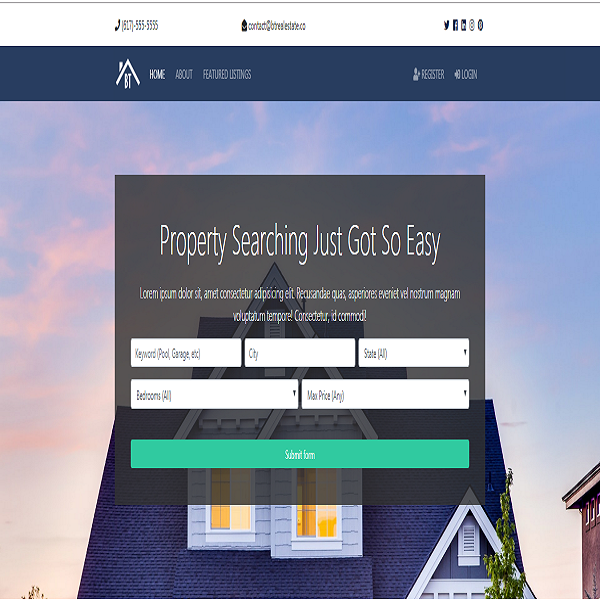 (817)-555-5555
contact@btrealestate.co
BT
HOME
ABOUT
FEATURED LISTINGS
REGISTER
LOGIN
Property Searching Just Got So Easy
Lorem ipsum dolor sit, amet consectetur adipisicing elit. Recusandae quas, asperiores eveniet vel nostrum magnam
voluptatum tempore! Consectetur, id commodi!
Keyword (Pool, Garage, etc)
City
State (All)
Bedrooms (All)
Max Price (Any)
Submit form